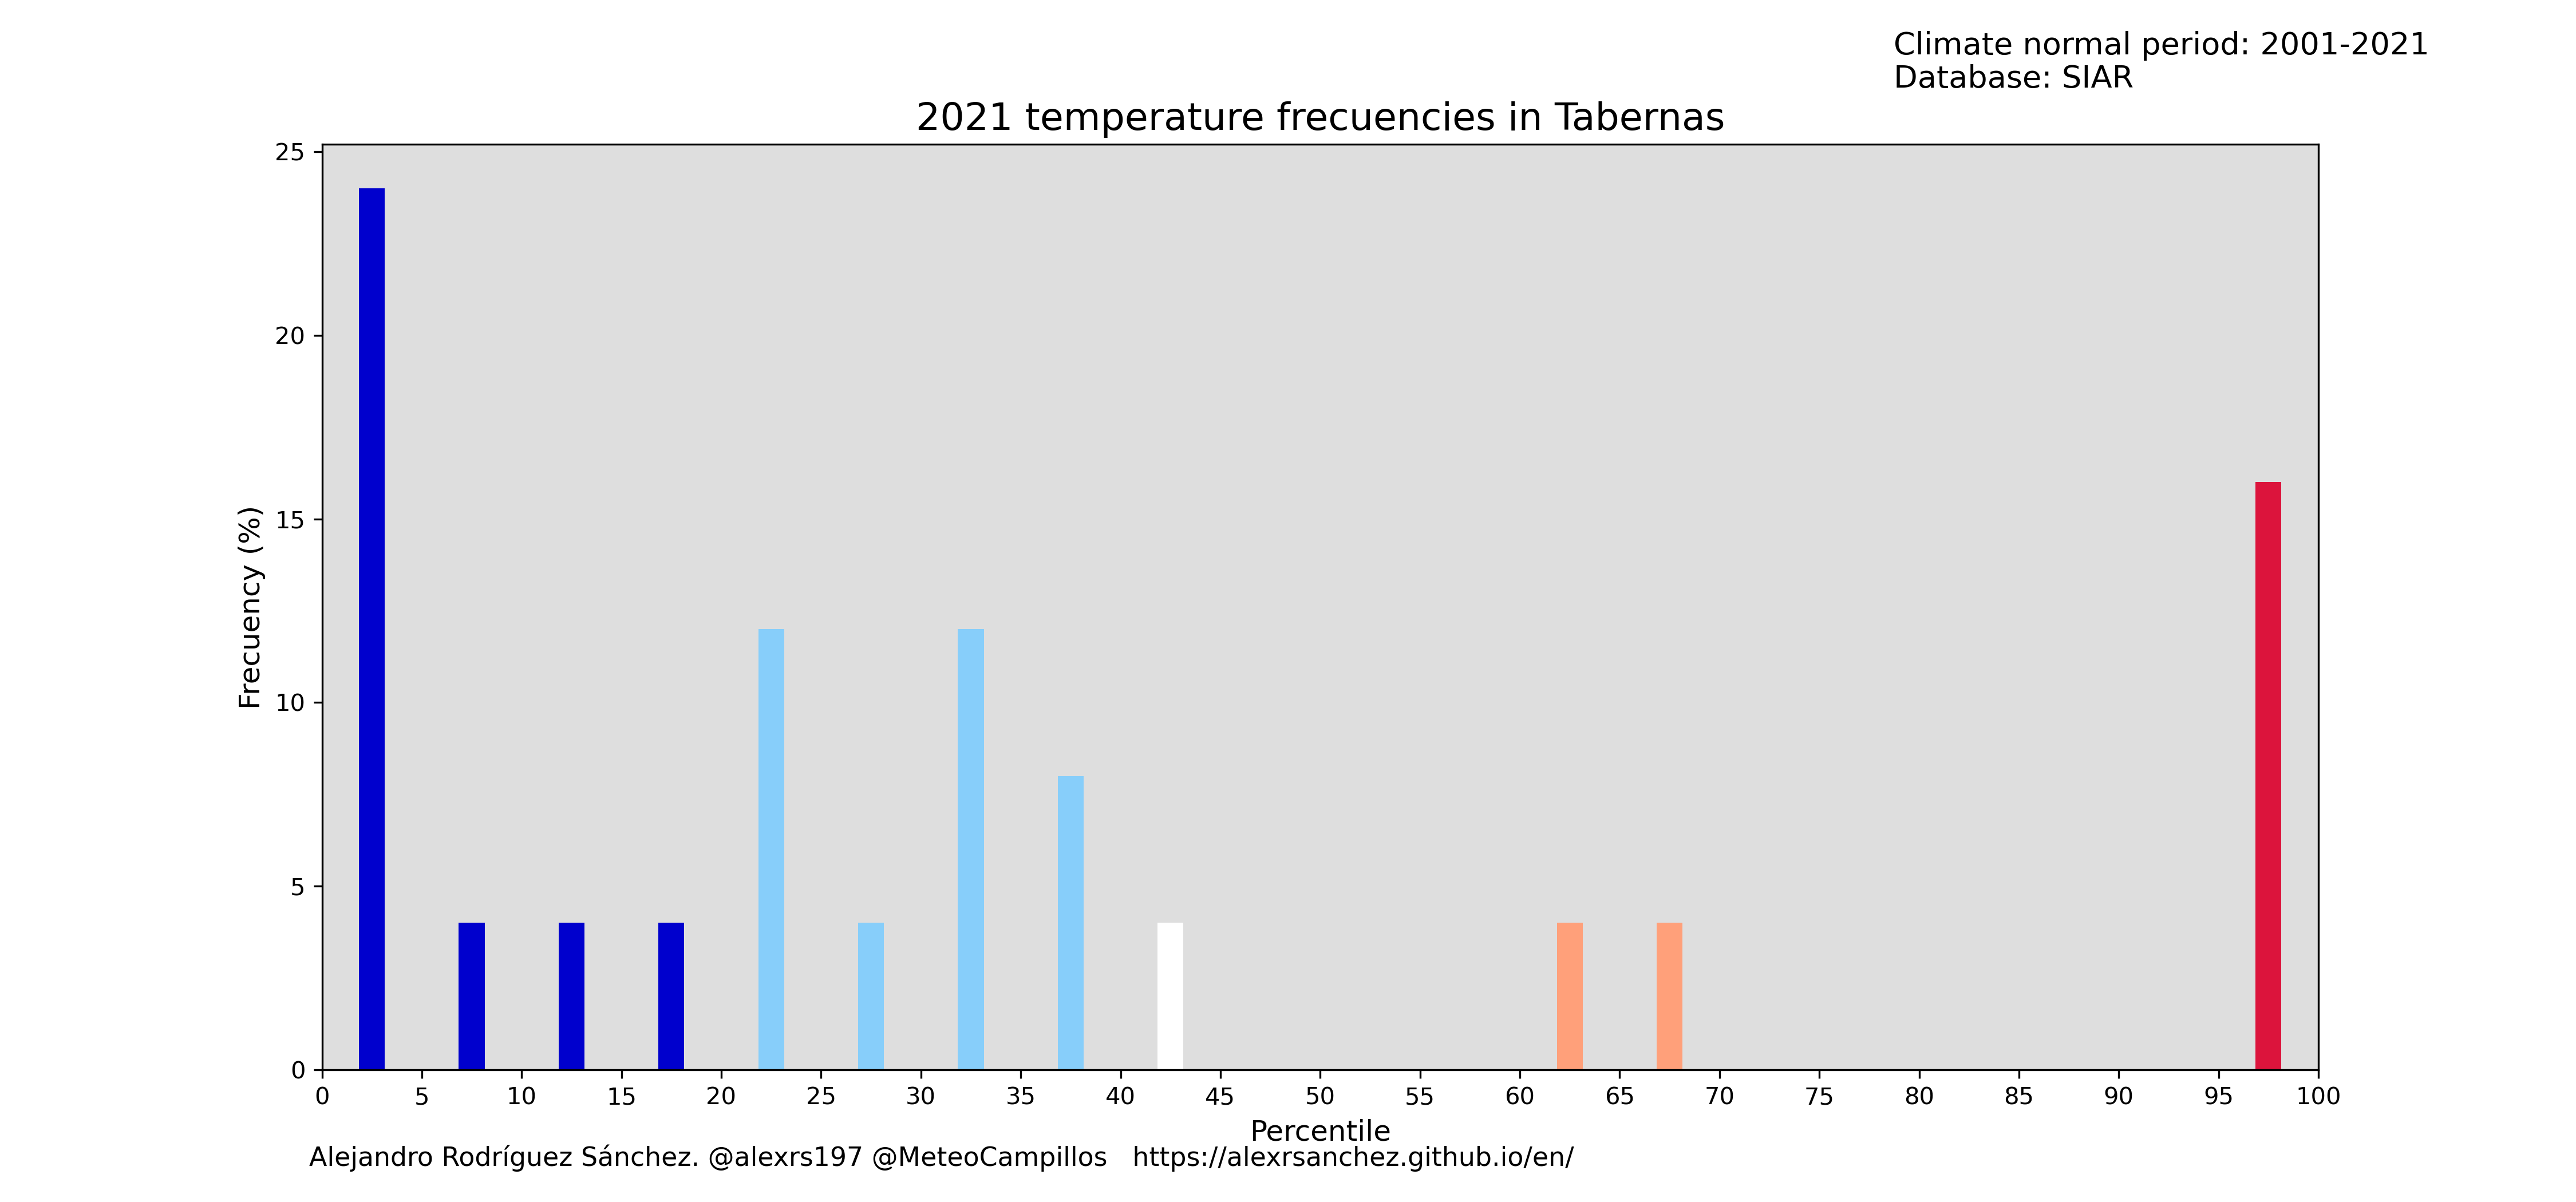 Climate normal period: 2001-2021
Database: SIAR
2021 temperature frecuencies in Tabernas
Frecuency (%)
25
20
15
10
5
0
0 5 10 15 20 25 30 35 40 45 50 55 60 65 70 75 80 85 90 95 100
Percentile
Alejandro Rodríguez Sánchez. @alexrs197 @MeteoCampillos https://alexrsanchez.github.io/en/